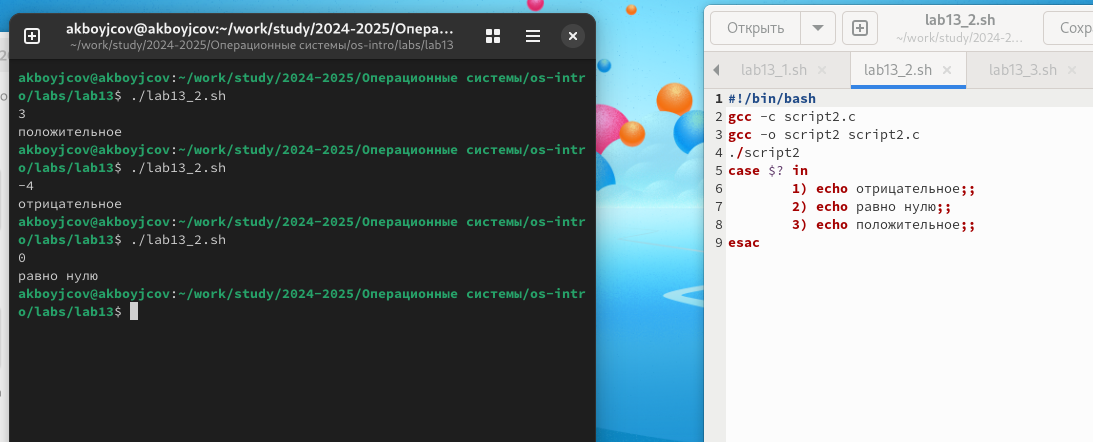 akboyjcov@akboyjcov:~/work/study/2024-2025/Опера...
~/work/study/2024-2025/Операционные системы/os-intro/labs/lab13
akboyjcov@akboyjcov:~/work/study/2024-2025/Операционные системы/os-intr
o/labs/lab13$ ./lab13_2.sh
3
положительное
akboyjcov@akboyjcov:~/work/study/2024-2025/Операционные системы/os-intr
o/labs/lab13$ ./lab13_2.sh
-4
отрицательное
akboyjcov@akboyjcov:~/work/study/2024-2025/Операционные системы/os-intr
o/labs/lab13$ ./lab13_2.sh
0
равно нулю
akboyjcov@akboyjcov:~/work/study/2024-2025/Операционные системы/os-intr
o/labs/lab13$
Открыть
lab13_2.sh
~/work/study/2024-2...
Сохр
lab13_1.sh
lab13_2.sh
lab13_3.sh
1 #!/bin/bash
2 gcc -c script2.c
3 gcc -o script2 script2.c
4 ./script2
5 case $? in
6         1) echo отрицательное;;
7         2) echo равно нулю;;
8         3) echo положительное;;
9 esac